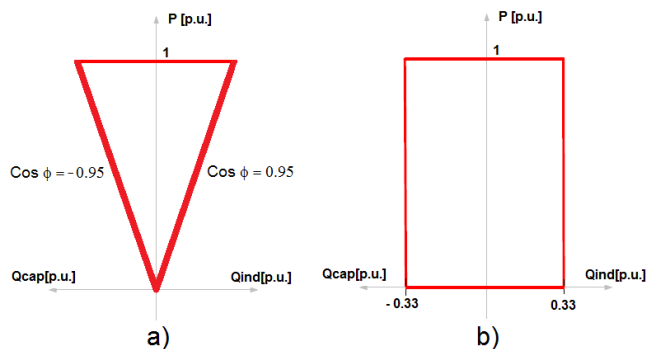 P [p.u.]
1
Cos ϕ = −0.95
Cos ϕ = 0.95
Qcap[p.u.]
Qind[p.u.]
a)
P [p.u.]
1
Qcap[p.u.]
Qind[p.u.]
- 0.33
0.33
b)